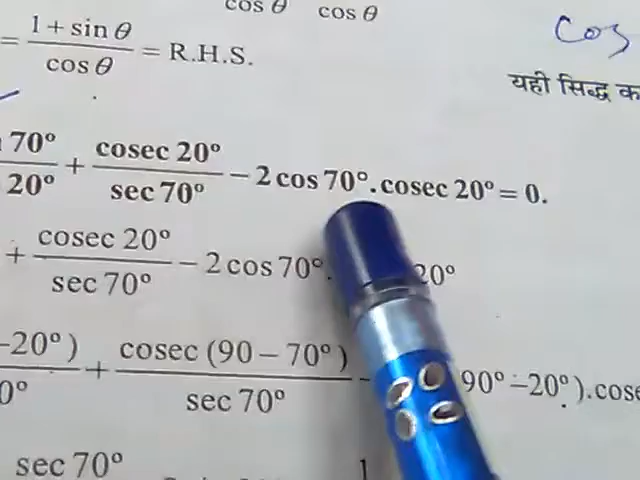 cos θ cos θ
= (1 + sin θ)/(cos θ) = R.H.S.
cos
यही सिद्ध
70°/20° + cosec 20°/sec 70° – 2 cos 70°. cosec 20° = 0.
+ cosec 20°/sec 70° – 2 cos 70°. 20°
–20°)/0° + cosec (90 – 70°)/sec 70° – 90° –20°).cose
sec 70° 1